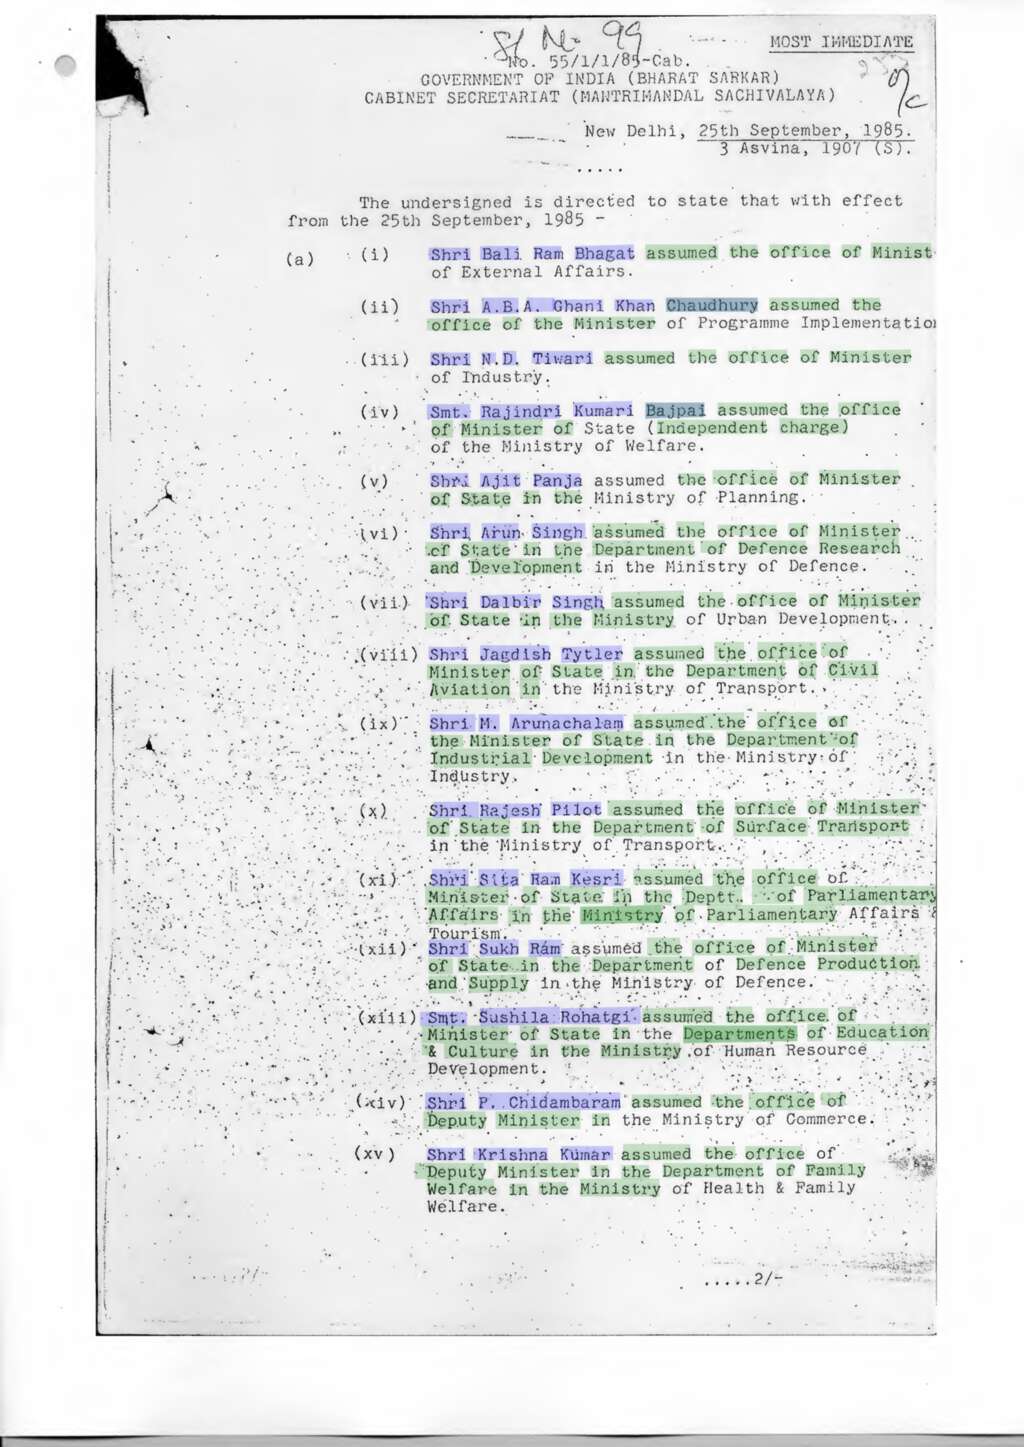 Sl No 99
MOST IMMEDIATE
No. 55/1/1/85-Cab.
GOVERNMENT OF INDIA (BHARAT SARKAR)
CABINET SECRETARIAT (MANTRIMANDAL SACHIVALAYA)
New Delhi, 25th September, 1985.
3 Asvina, 1907 (S).
.....
The undersigned is directed to state that with effect
from the 25th September, 1985 -
(a) (i) Shri Bali Ram Bhagat assumed the office of Minist
of External Affairs.
(ii) Shri A.B.A. Ghani Khan Chaudhury assumed the
office of the Minister of Programme Implementatio
(iii) Shri N.D. Tiwari assumed the office of Minister
of Industry.
(iv) Smt. Rajindri Kumari Bajpai assumed the office
of Minister of State (Independent charge)
of the Ministry of Welfare.
(v) Shri Ajit Panja assumed the office of Minister
of State in the Ministry of Planning.
(vi) Shri Arun Singh assumed the office of Minister
of State in the Department of Defence Research
and Development in the Ministry of Defence.
(vii) Shri Dalbir Singh assumed the office of Minister
of State in the Ministry of Urban Development.
(viii) Shri Jagdish Tytler assumed the office of
Minister of State in the Department of Civil
Aviation in the Ministry of Transport.
(ix) Shri M. Arunachalam assumed the office of
the Minister of State in the Department of
Industrial Development in the Ministry of
Industry.
(x) Shri Rajesh Pilot assumed the office of Minister
of State in the Department of Surface Transport
in the Ministry of Transport.
(xi) Shri Sita Ram Kesri assumed the office of
Minister of State in the Deptt. of Parliamentary
Affairs in the Ministry of Parliamentary Affairs &
Tourism.
(xii) Shri Sukh Ram assumed the office of Minister
of State in the Department of Defence Production
and Supply in the Ministry of Defence.
(xiii) Smt. Sushila Rohatgi assumed the office of
Minister of State in the Departments of Education
& Culture in the Ministry of Human Resource
Development.
(xiv) Shri P. Chidambaram assumed the office of
Deputy Minister in the Ministry of Commerce.
(xv) Shri Krishna Kumar assumed the office of
Deputy Minister in the Department of Family
Welfare in the Ministry of Health & Family
Welfare.
.....2/-